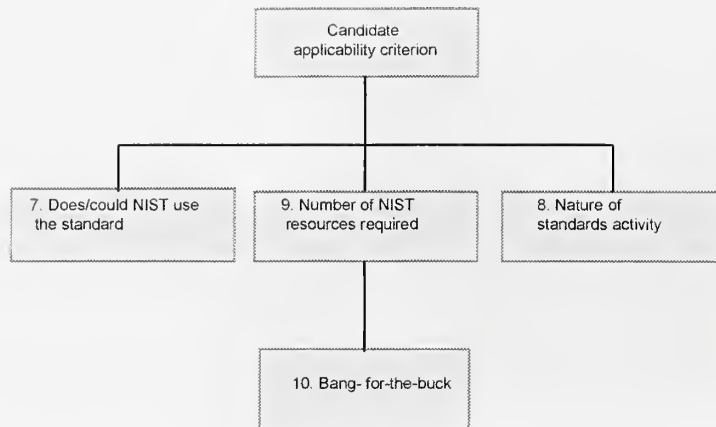 Candidate
applicability criterion
7. Does/could NIST use
the standard
9. Number of NIST
resources required
8. Nature of
standards activity
10. Bang- for-the-buck